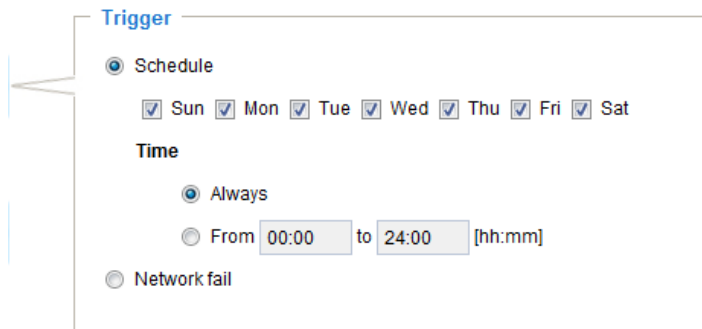 Trigger
Schedule
Sun Mon Tue Wed Thu Fri Sat
Time
Always
From 00:00 to 24:00 [hh:mm]
Network fail